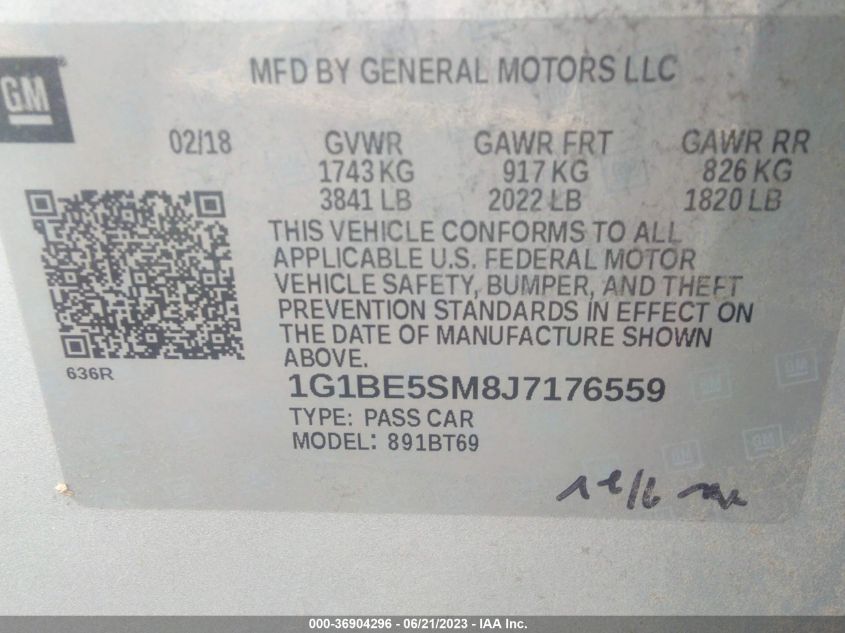 GM
MFD BY GENERAL MOTORS LLC
02/18 GVWR GAWR FRT GAWR RR
1743 KG 917 KG 826 KG
3841 LB 2022 LB 1820 LB
THIS VEHICLE CONFORMS TO ALL
APPLICABLE U.S. FEDERAL MOTOR
VEHICLE SAFETY, BUMPER, AND THEFT
PREVENTION STANDARDS IN EFFECT ON
THE DATE OF MANUFACTURE SHOWN
ABOVE.
636R
1G1BE5SM8J7176559
TYPE: PASS CAR
MODEL: 891BT69
000-36904296 - 06/21/2023 - IAA Inc.